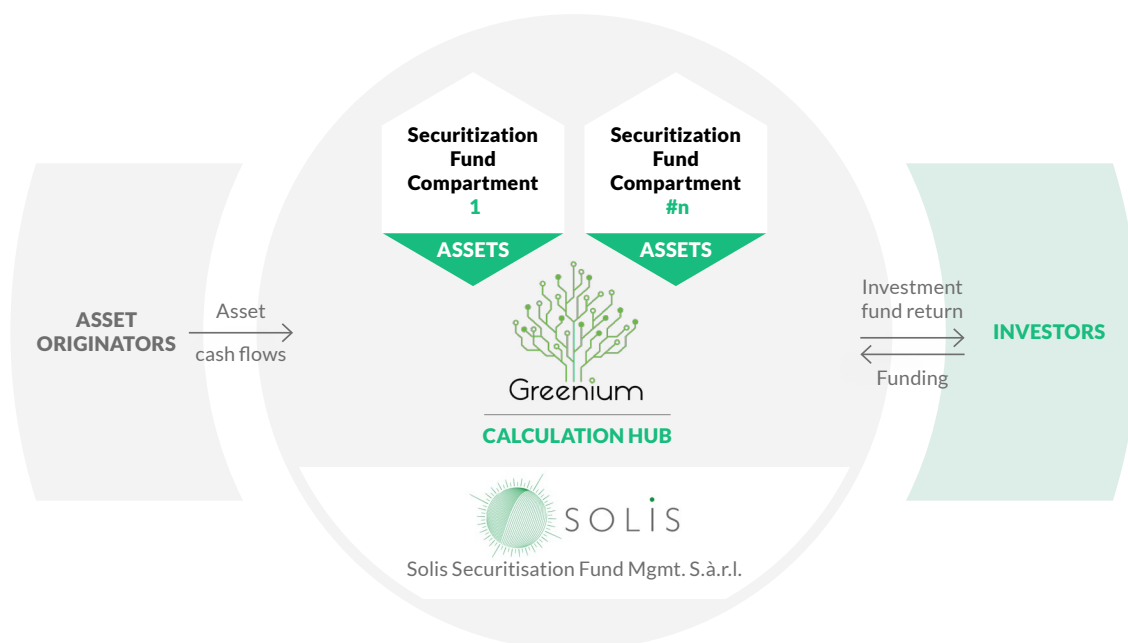 Securitization
Fund
Compartment
1
ASSETS
Securitization
Fund
Compartment
#n
ASSETS
ASSET
ORIGINATORS
Asset
cash flows
Greenium
CALCULATION HUB
Investment
fund return
Funding
INVESTORS
SOLiS
Solis Securitisation Fund Mgmt. S.à.r.l.